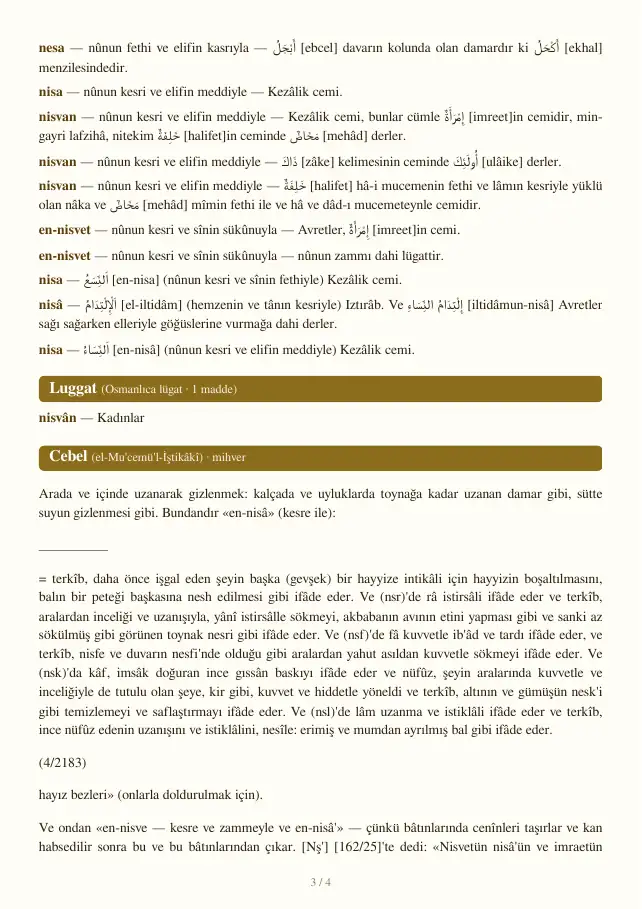 nesa — nûnun fethi ve elifin kasrıyla — أَبْجَلُ [ebcel] davarın kolunda olan damardır ki أَكْحَلُ [ekhal]
menzilesindedir.
nisa — nûnun kesri ve elifin meddiyle — Kezâlik cemi.
nisvan — nûnun kesri ve elifin meddiyle — Kezâlik cemi, bunlar cümle إِمْرَأَةٌ [imreet]in cemidir, min-
gayri lafzihâ, nitekim خَلِفَةٌ [halifet]in ceminde مَخَاضٌ [mehâd] derler.
nisvan — nûnun kesri ve elifin meddiyle — ذَاكَ [zâke] kelimesinin ceminde أُولَئِكَ [ulâike] derler.
nisvan — nûnun kesri ve elifin meddiyle — خَلِفَةٌ [halifet] hâ-i mucemenin fethi ve lâmın kesriyle yüklü
olan nâka ve مَخَاضٌ [mehâd] mîmin fethi ile ve hâ ve dâd-ı mucemeteynle cemidir.
en-nisvet — nûnun kesri ve sînin sükûnuyla — Avretler, إِمْرَأَةٌ [imreet]in cemi.
en-nisvet — nûnun kesri ve sînin sükûnuyla — nûnun zammı dahi lügattir.
nisa — اَلنِّسَعُ [en-nisa] (nûnun kesri ve sînin fethiyle) Kezâlik cemi.
nisâ — اَلْإِلْتِدَامُ [el-iltidâm] (hemzenin ve tânın kesriyle) Iztırâb. Ve إِلْتِدَامُ النِّسَاءِ [iltidâmun-nisâ] Avretler
sağı sağarken elleriyle göğüslerine vurmağa dahi derler.
nisa — اَلنِّسَاءُ [en-nisâ] (nûnun kesri ve elifin meddiyle) Kezâlik cemi.
Luggat (Osmanlıca lügat · 1 madde)
nisvân — Kadınlar
Cebel (el-Mu'cemü'l-İştikâkî) · mihver
Arada ve içinde uzanarak gizlenmek: kalçada ve uyluklarda toynağa kadar uzanan damar gibi, sütte
suyun gizlenmesi gibi. Bundandır «en-nisâ» (kesre ile):
= terkîb, daha önce işgal eden şeyin başka (gevşek) bir hayyize intikâli için hayyizin boşaltılmasını,
balın bir peteği başkasına nesh edilmesi gibi ifâde eder. Ve (nsr)'de râ istirsâli ifâde eder ve terkîb,
aralardan inceliği ve uzanışıyla, yânî istirsâlle sökmeyi, akbabanın avının etini yapması gibi ve sanki az
sökülmüş gibi görünen toynak nesri gibi ifâde eder. Ve (nsf)'de fâ kuvvetle ib'âd ve tardı ifâde eder, ve
terkîb, nisfe ve duvarın nesfi'nde olduğu gibi aralardan yahut asıldan kuvvetle sökmeyi ifâde eder. Ve
(nsk)'da kâf, imsâk doğuran ince gıssân baskıyı ifâde eder ve nüfûz, şeyin aralarında kuvvetle ve
inceliğiyle de tutulu olan şeye, kir gibi, kuvvet ve hiddetle yöneldi ve terkîb, altının ve gümüşün nesk'i
gibi temizlemeyi ve saflaştırmayı ifâde eder. Ve (nsl)'de lâm uzanma ve istiklâli ifâde eder ve terkîb,
ince nüfûz edenin uzanışını ve istiklâlini, nesîle: erimiş ve mumdan ayrılmış bal gibi ifâde eder.
(4/2183)
hayız bezleri» (onlarla doldurulmak için).
Ve ondan «en-nisve — kesre ve zammeyle ve en-nisâ'» — çünkü bâtınlarında cenînleri taşırlar ve kan
habsedilir sonra bu ve bu bâtınlarından çıkar. [Nş'] [162/25]'te dedi: «Nisvetün nisâ'ün ve imraetün
3 / 4